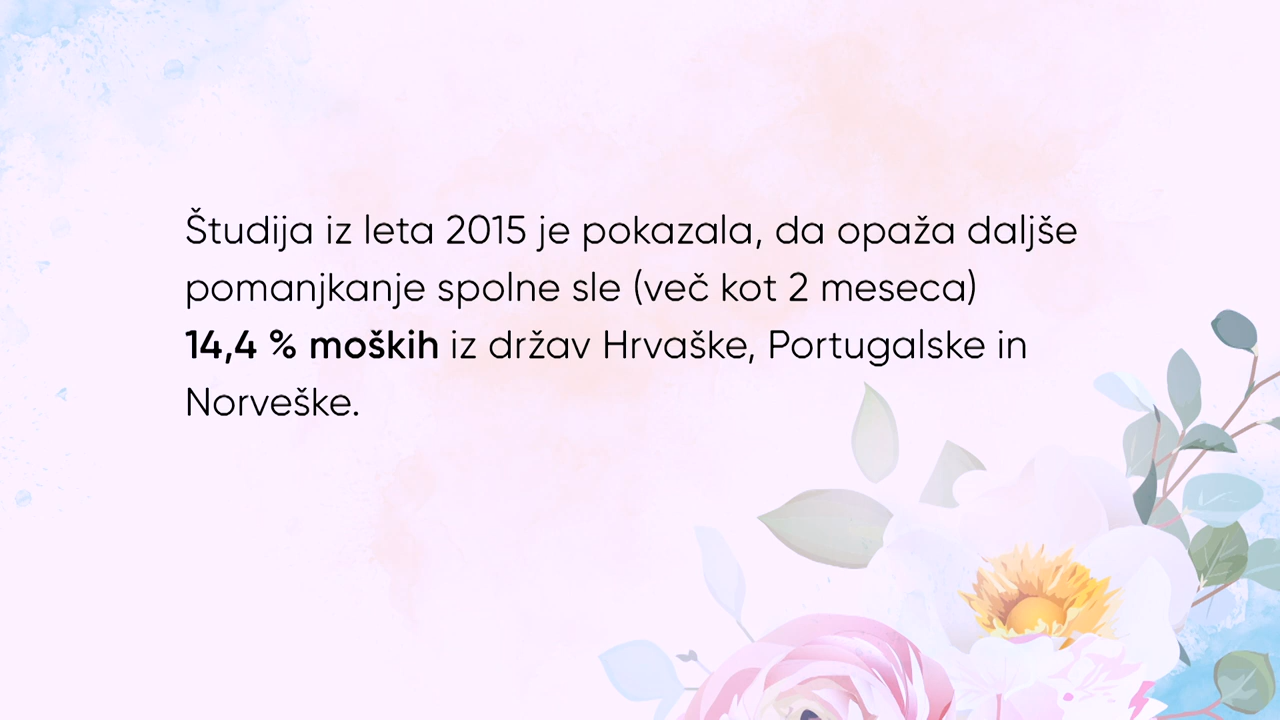 Študija iz leta 2015 je pokazala, da opaža daljše
pomanjkanje spolne sle (več kot 2 meseca)
14,4 % moških iz držav Hrvaške, Portugalske in
Norveške.